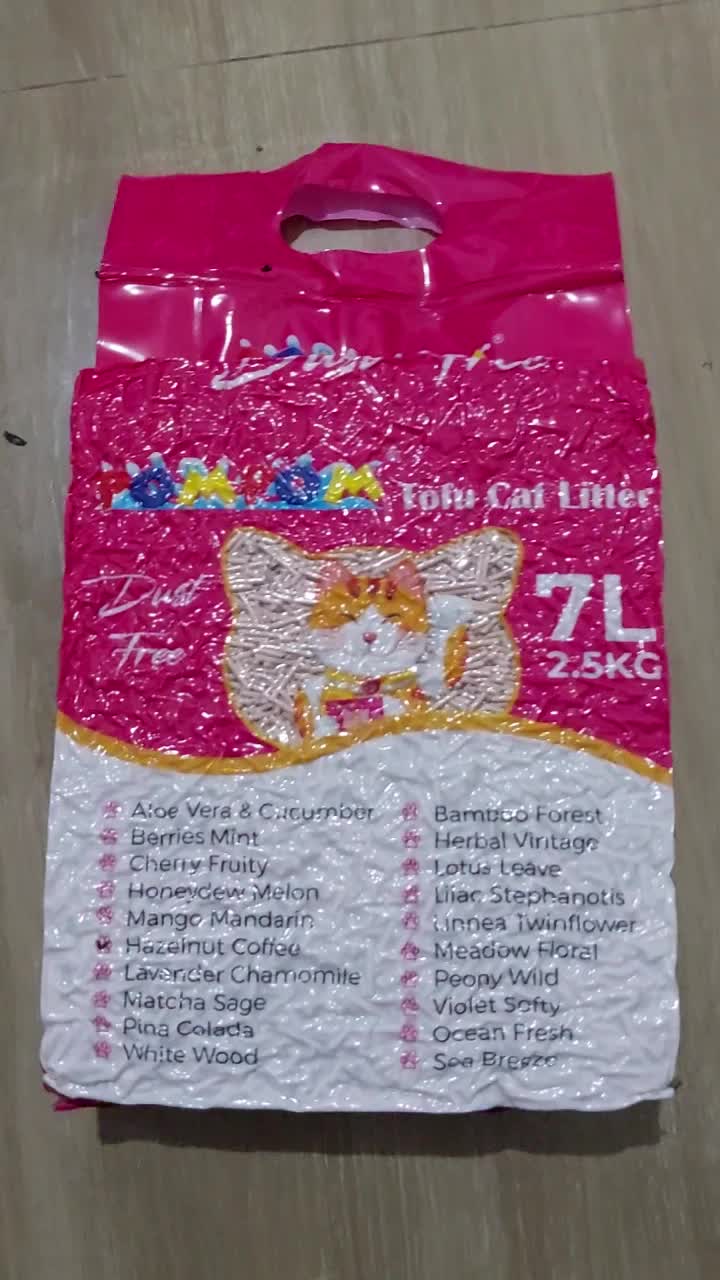 POMPOM® Tofu Cat Litter
Dust
Free
7L
2.5KG
Aloe Vera & Cucumber
Berries Mint
Cherry Fruity
Honeydew Melon
Mango Mandarin
Hazelnut Coffee
Lavender Chamomile
Matcha Sage
Pina Colada
White Wood
Bamboo Forest
Herbal Vintage
Lotus Leave
Lilac Stephanotis
Linnea Twinflower
Meadow Floral
Peony Wild
Violet Softy
Ocean Fresh
Sea Breeze